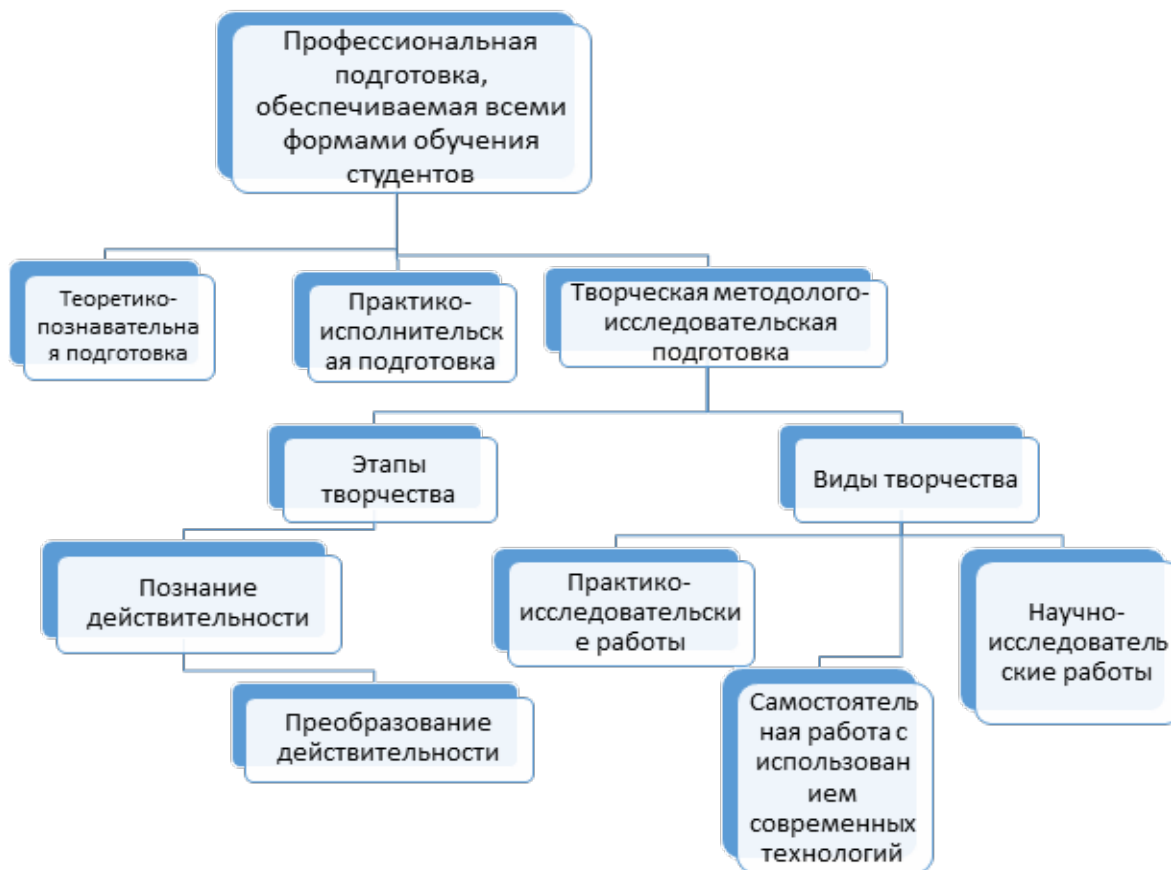 Профессиональная
подготовка,
обеспечиваемая всеми
формами обучения
студентов
Теоретико-
познавательна
я подготовка
Практико-
исполнительск
ая подготовка
Творческая методолого-
исследовательская
подготовка
Этапы
творчества
Виды творчества
Познание
действительности
Преобразование
действительности
Практико-
исследовательски
е работы
Самостоятель
ная работа с
использован
ием
современных
технологий
Научно-
исследователь
ские работы